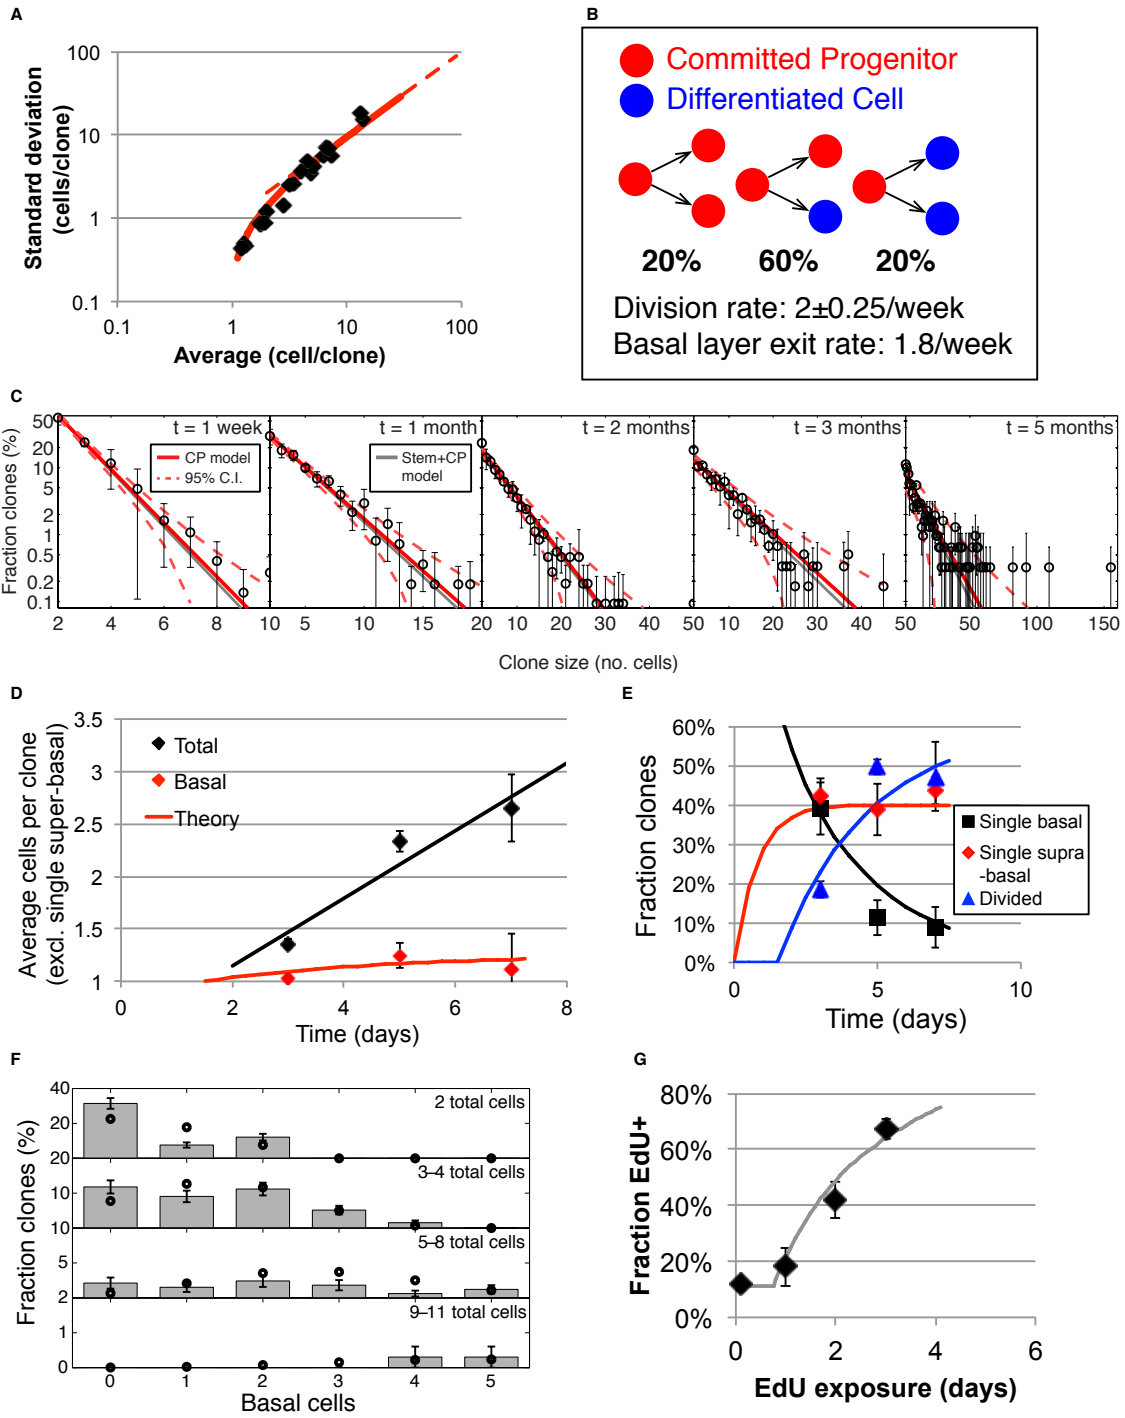 A
Standard deviation
(cells/clone)
100
10
1
0.1
0.1
1
10
100
Average (cell/clone)
B
Committed Progenitor
Differentiated Cell
20%
60%
20%
Division rate: 2±0.25/week
Basal layer exit rate: 1.8/week
C
Fraction clones (%)
50
20
10
5
2
1
0.5
0.2
0.1
t = 1 week
CP model
95% C.I.
t = 1 month
Stem+CP
model
t = 2 months
t = 3 months
t = 5 months
2
4
6
8
10
5
10
15
20
10
20
30
40
50
10
20
30
40
50
50
100
150
Clone size (no. cells)
D
Average cells per clone
(excl. single super-basal)
3.5
3
2.5
2
1.5
1
Total
Basal
Theory
0
2
4
6
8
Time (days)
E
Fraction clones
60%
50%
40%
30%
20%
10%
0%
Single basal
Single supra
-basal
Divided
0
5
10
Time (days)
F
Fraction clones (%)
40
20
20
10
10
5
2
1
0
2 total cells
3–4 total cells
5–8 total cells
9–11 total cells
0
1
2
3
4
5
Basal cells
G
Fraction EdU+
80%
60%
40%
20%
0%
0
2
4
6
EdU exposure (days)